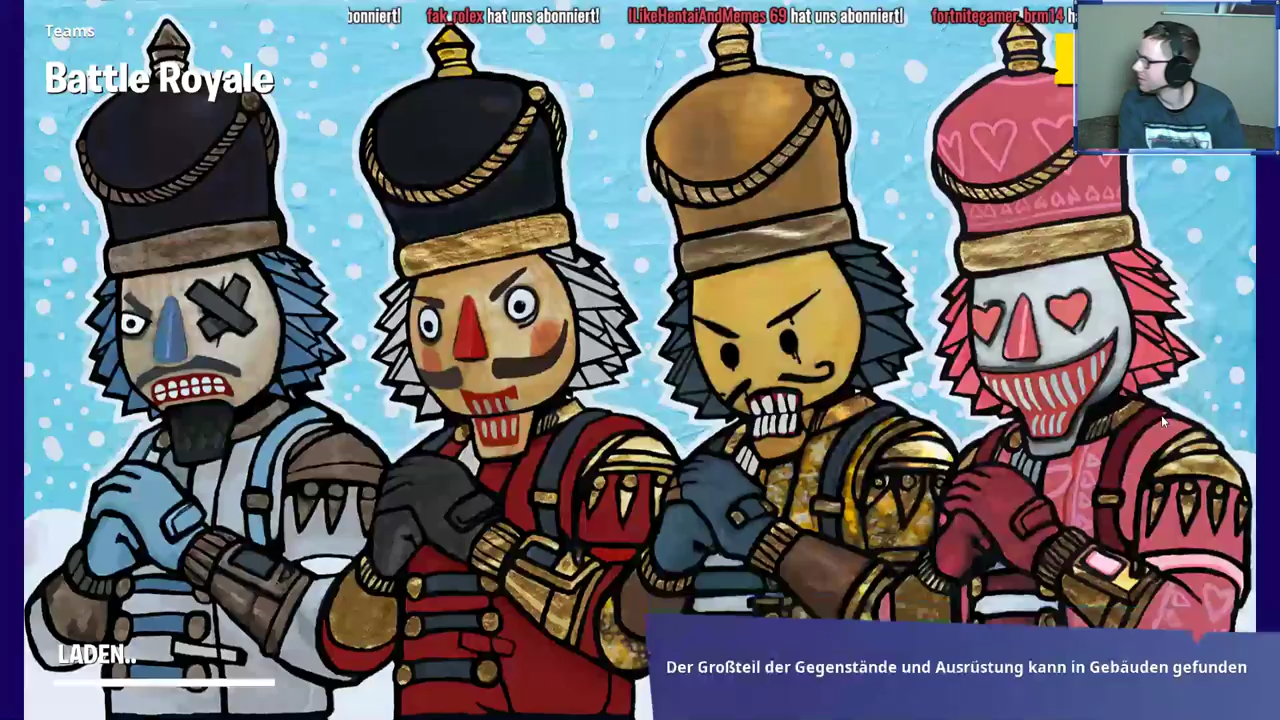 bonniert! fak_rolex hat uns abonniert! ILikeHentaiAndMemes 69 hat uns abonniert! fortnitegamer_brm14 h
Teams
Battle Royale
LADEN..
Der Großteil der Gegenstände und Ausrüstung kann in Gebäuden gefunden